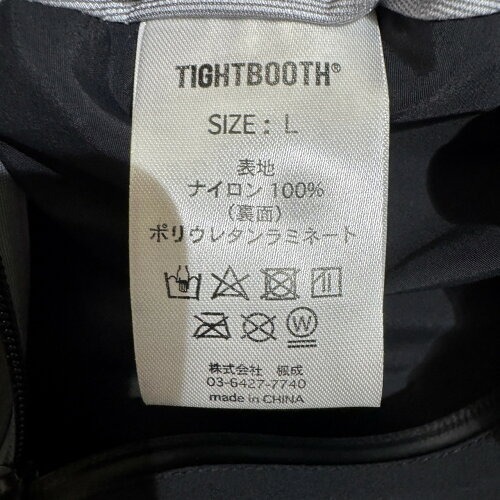 TIGHTBOOTH®
SIZE : L
表地
ナイロン 100%
(裏面)
ポリウレタンラミネート
W
株式会社 楓成
03-6427-7740
made in CHINA